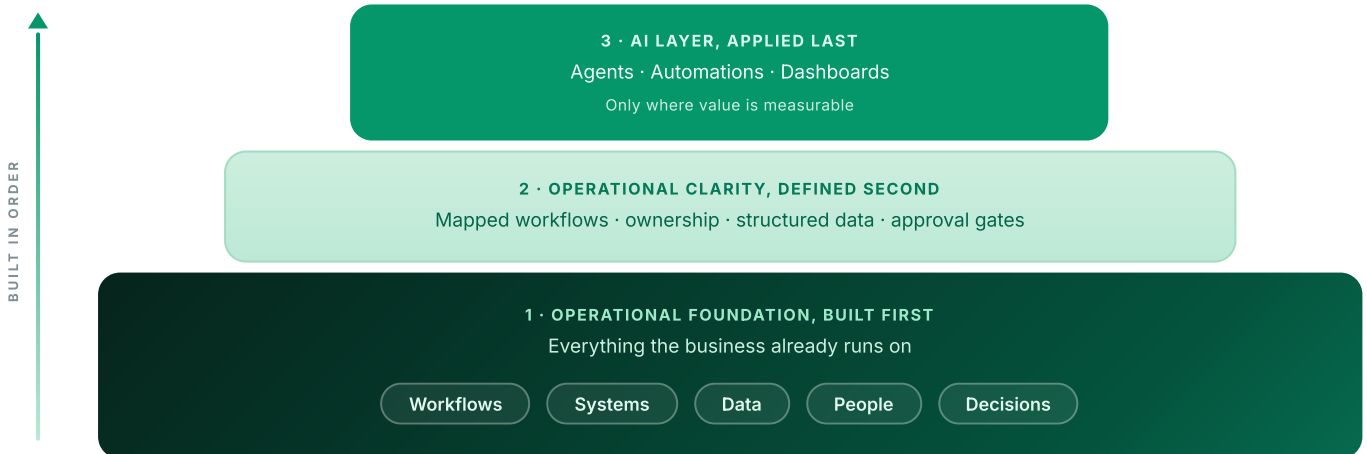 BUILT IN ORDER
3 · AI LAYER, APPLIED LAST
Agents · Automations · Dashboards
Only where value is measurable
2 · OPERATIONAL CLARITY, DEFINED SECOND
Mapped workflows · ownership · structured data · approval gates
1 · OPERATIONAL FOUNDATION, BUILT FIRST
Everything the business already runs on
Workflows Systems Data People Decisions